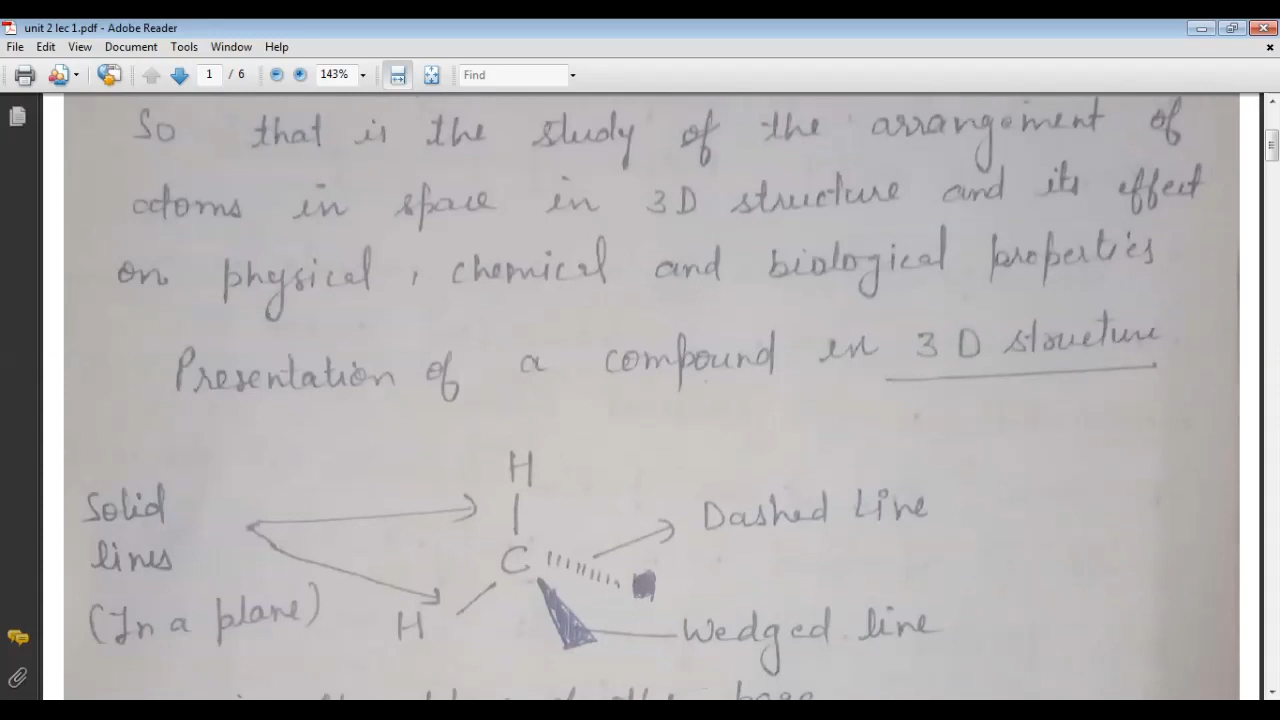 unit 2 lec 1.pdf - Adobe Reader
File Edit View Document Tools Window Help
1 / 6 143% Find
So that is the study of the arrangement of
atoms in space in 3D structure and its effect
on physical, chemical and biological properties
Presentation of a compound in 3D structure
H
Solid
lines
(In a plane)
C
H
Dashed Line
Wedged line